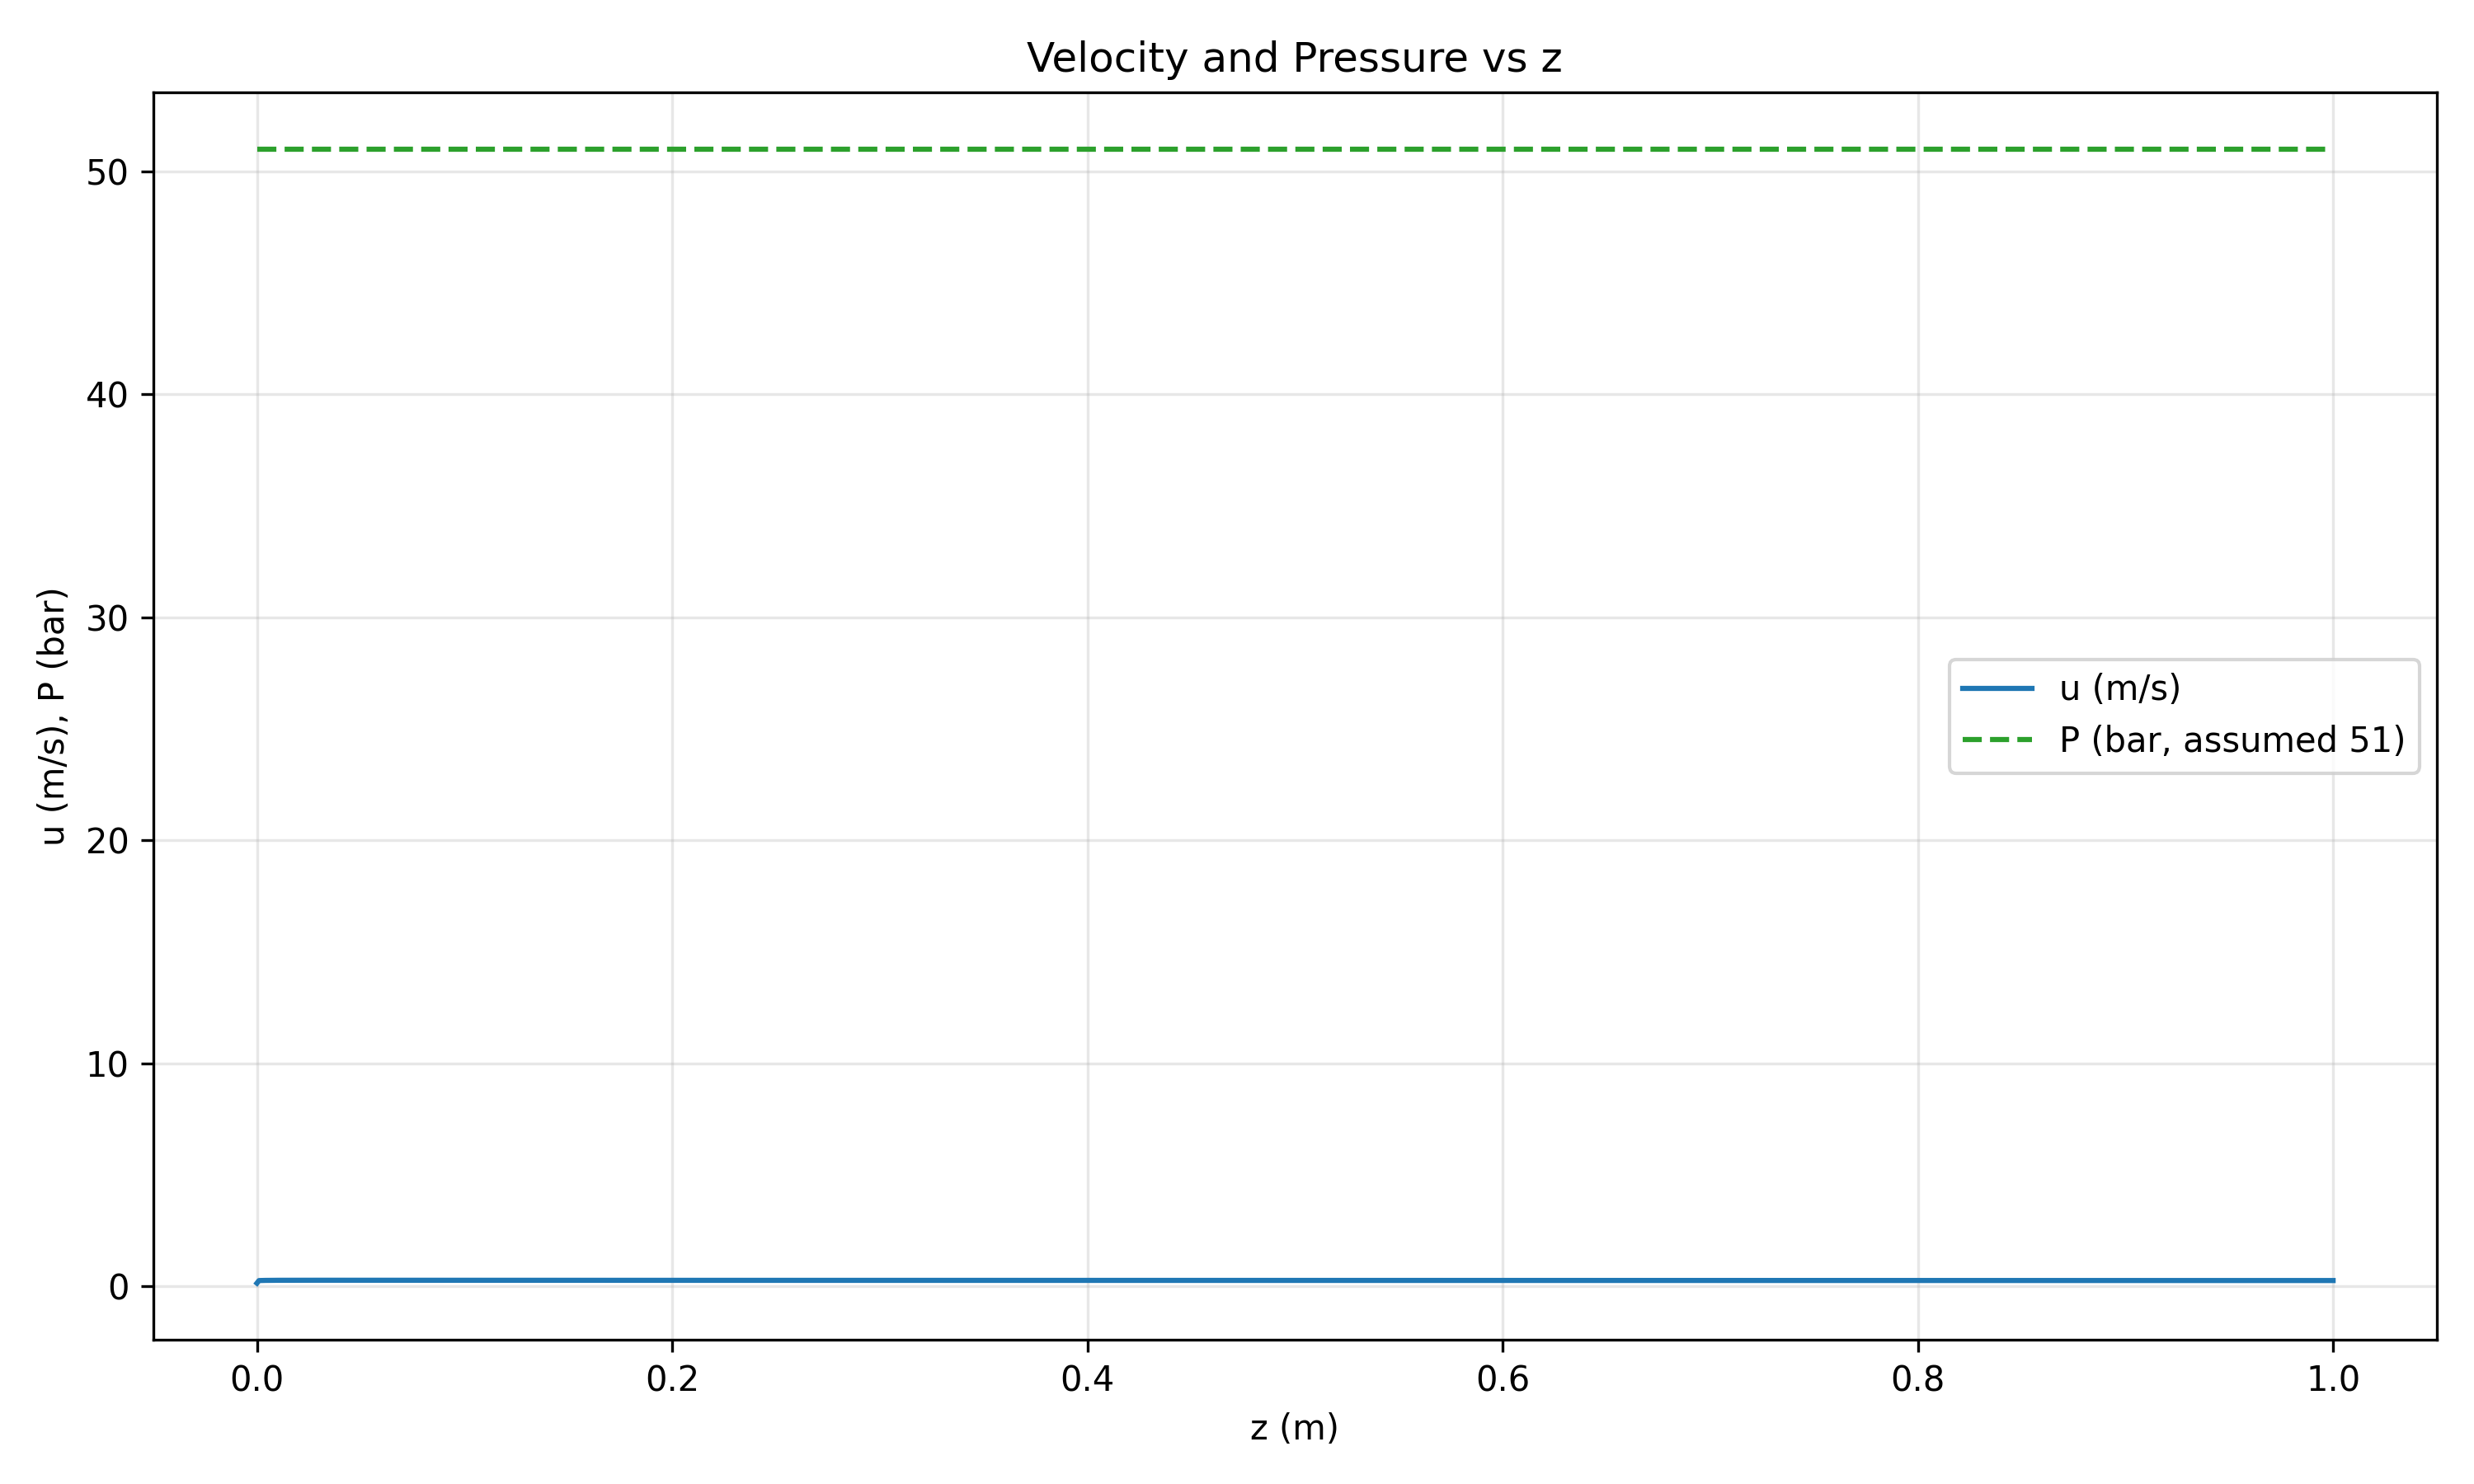 Velocity and Pressure vs z
u (m/s), P (bar)
50
40
30
20
10
0
u (m/s)
P (bar, assumed 51)
0.0 0.2 0.4 0.6 0.8 1.0
z (m)